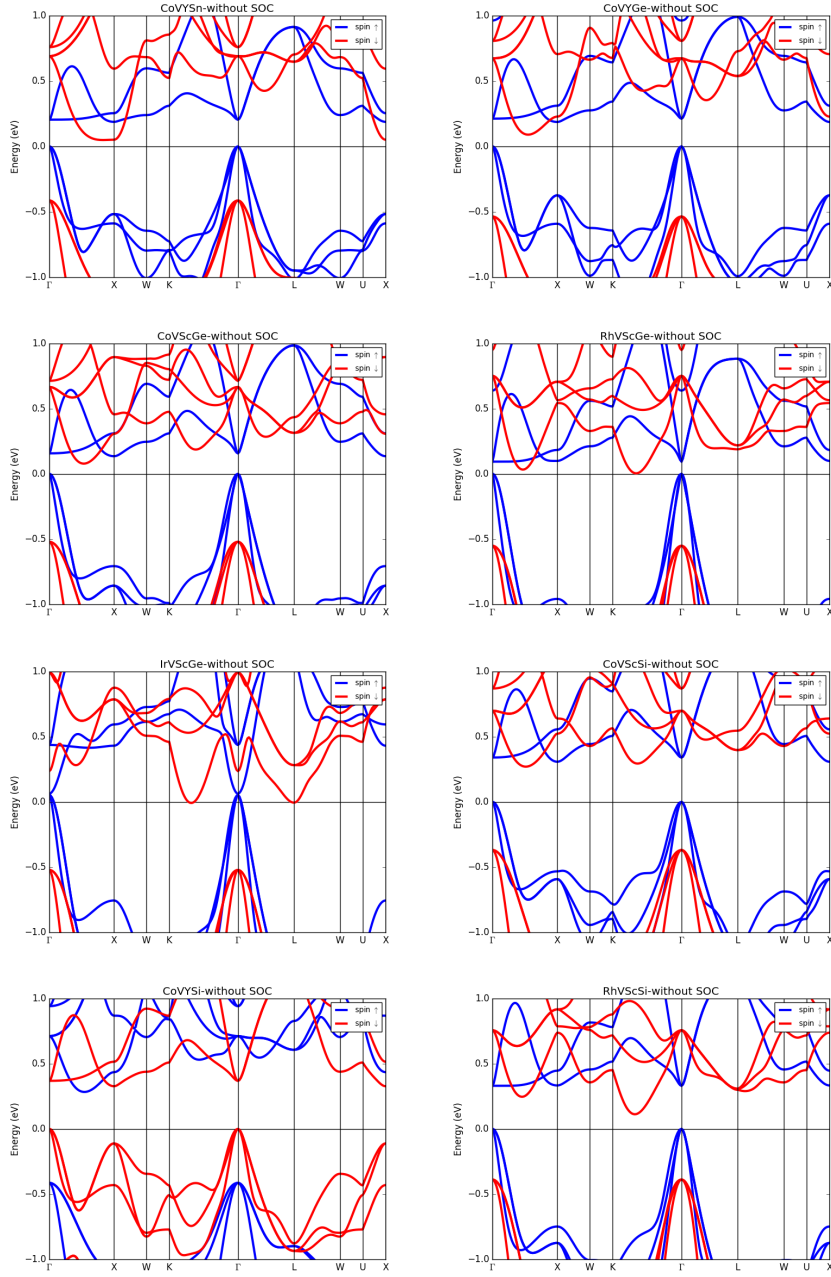 CoVYSn-without SOC
Energy (eV)
1.0
0.5
0.0
−0.5
−1.0
spin ↑
spin ↓
Γ X W K Γ L W U X
CoVYGe-without SOC
Energy (eV)
1.0
0.5
0.0
−0.5
−1.0
spin ↑
spin ↓
Γ X W K Γ L W U X
CoVScGe-without SOC
Energy (eV)
1.0
0.5
0.0
−0.5
−1.0
spin ↑
spin ↓
Γ X W K Γ L W U X
RhVScGe-without SOC
Energy (eV)
1.0
0.5
0.0
−0.5
−1.0
spin ↑
spin ↓
Γ X W K Γ L W U X
IrVScGe-without SOC
Energy (eV)
1.0
0.5
0.0
−0.5
−1.0
spin ↑
spin ↓
Γ X W K Γ L W U X
CoVScSi-without SOC
Energy (eV)
1.0
0.5
0.0
−0.5
−1.0
spin ↑
spin ↓
Γ X W K Γ L W U X
CoVYSi-without SOC
Energy (eV)
1.0
0.5
0.0
−0.5
−1.0
spin ↑
spin ↓
Γ X W K Γ L W U X
RhVScSi-without SOC
Energy (eV)
1.0
0.5
0.0
−0.5
−1.0
spin ↑
spin ↓
Γ X W K Γ L W U X